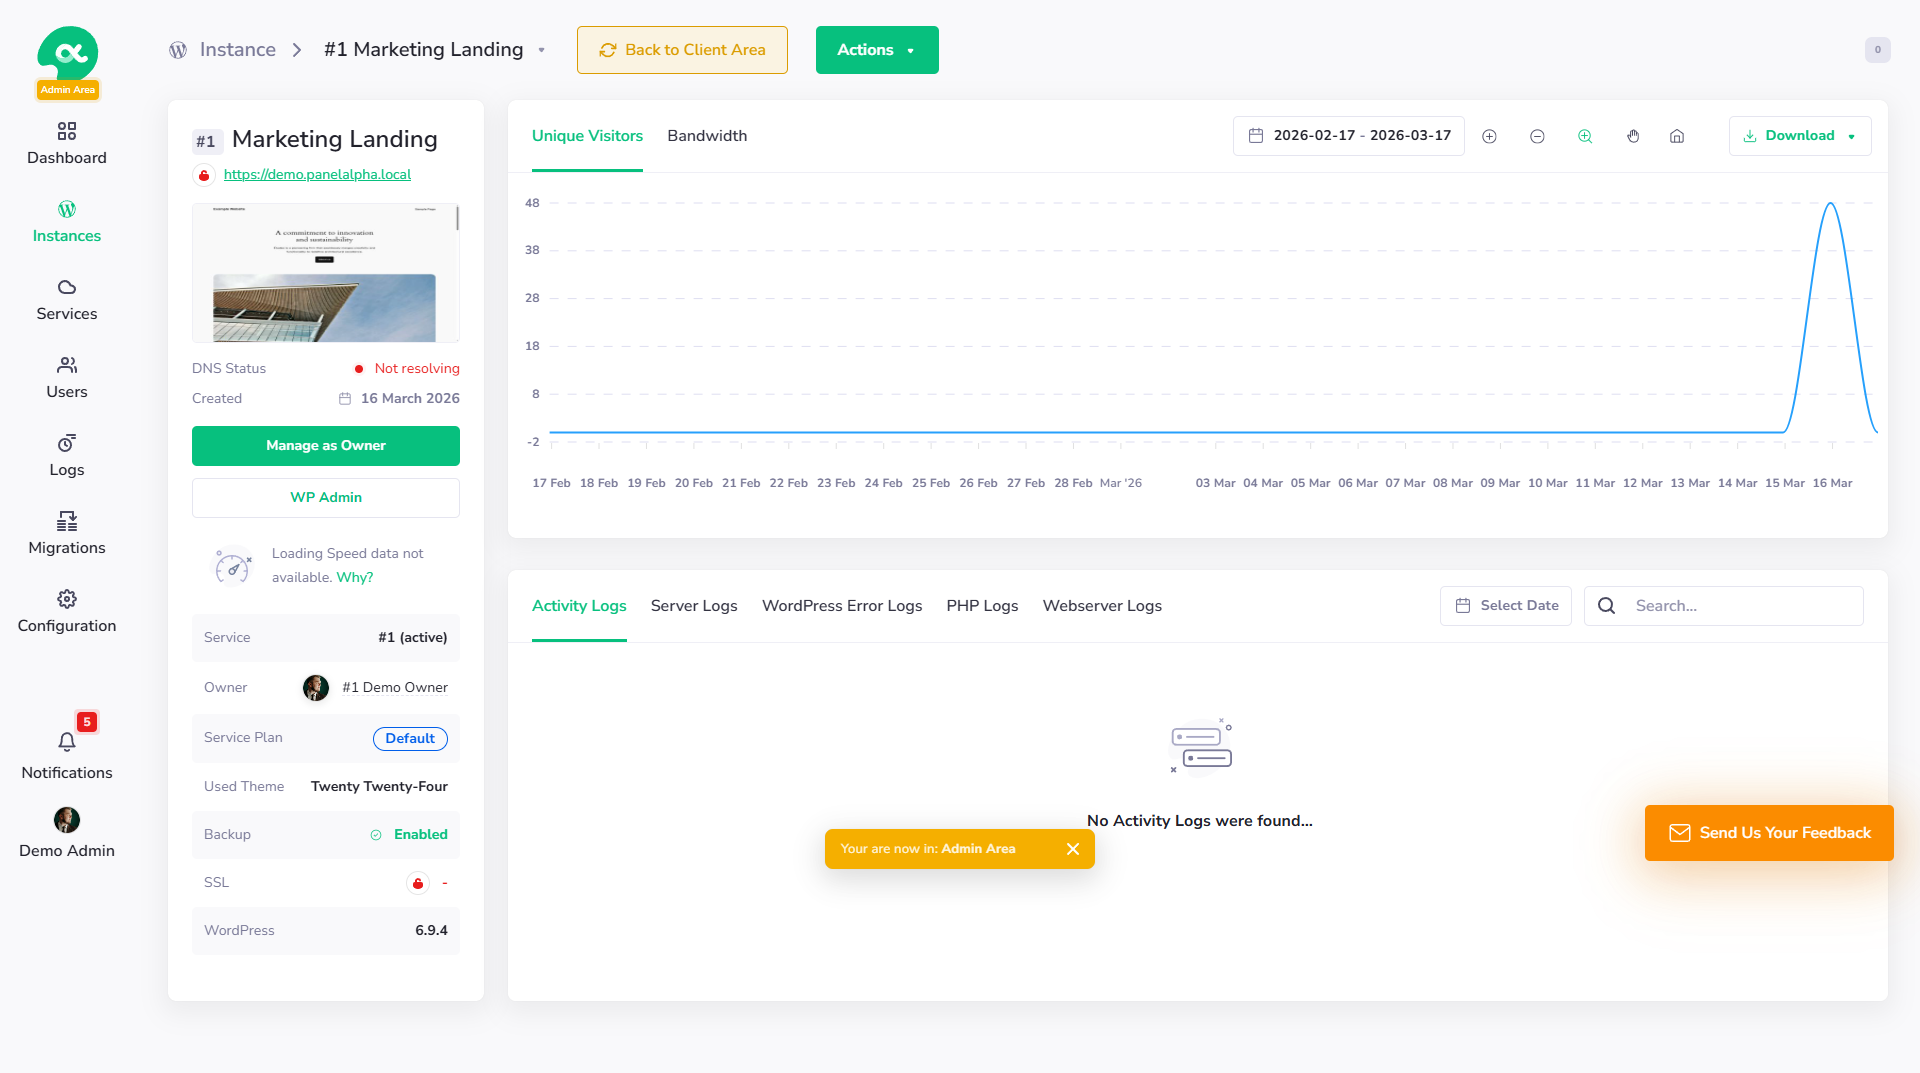 Admin Area
Dashboard
Instances
Services
Users
Logs
Migrations
Configuration
5
Notifications
Demo Admin
Instance
#1 Marketing Landing
Back to Client Area
Actions
0
#1 Marketing Landing
https://demo.panelalpha.local
A commitment to innovation
and sustainability
DNS Status Not resolving
Created 16 March 2026
Manage as Owner
WP Admin
Loading Speed data not
available. Why?
Service #1 (active)
Owner #1 Demo Owner
Service Plan Default
Used Theme Twenty Twenty-Four
Backup Enabled
SSL -
WordPress 6.9.4
Unique Visitors Bandwidth 2026-02-17 - 2026-03-17 Download
48
38
28
18
8
-2
17 Feb 18 Feb 19 Feb 20 Feb 21 Feb 22 Feb 23 Feb 24 Feb 25 Feb 26 Feb 27 Feb 28 Feb Mar '26 03 Mar 04 Mar 05 Mar 06 Mar 07 Mar 08 Mar 09 Mar 10 Mar 11 Mar 12 Mar 13 Mar 14 Mar 15 Mar 16 Mar
Activity Logs Server Logs WordPress Error Logs PHP Logs Webserver Logs Select Date Search...
No Activity Logs were found...
Your are now in: Admin Area
Send Us Your Feedback